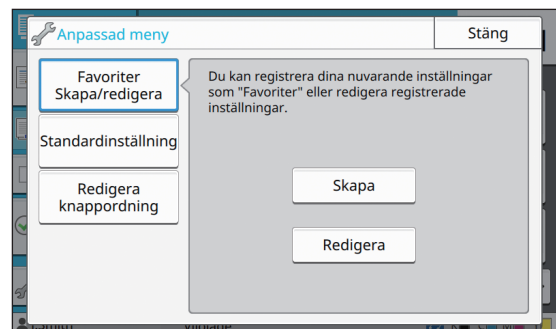 Anpassad meny
Stäng
Favoriter
Skapa/redigera
Du kan registrera dina nuvarande inställningar
som "Favoriter" eller redigera registrerade
inställningar.
Standardinställning
Redigera
knappordning
Skapa
Redigera